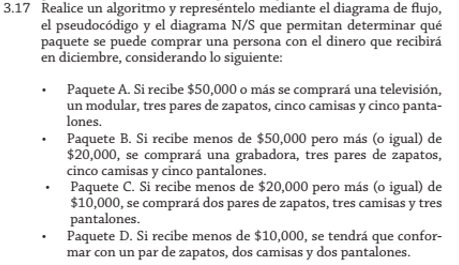 3.17 Realice un algoritmo y represéntelo mediante el diagrama de flujo,
el pseudocódigo y el diagrama N/S que permitan determinar qué
paquete se puede comprar una persona con el dinero que recibirá
en diciembre, considerando lo siguiente:
• Paquete A. Si recibe $50,000 o más se comprará una televisión,
un modular, tres pares de zapatos, cinco camisas y cinco panta-
lones.
• Paquete B. Si recibe menos de $50,000 pero más (o igual) de
$20,000, se comprará una grabadora, tres pares de zapatos,
cinco camisas y cinco pantalones.
• Paquete C. Si recibe menos de $20,000 pero más (o igual) de
$10,000, se comprará dos pares de zapatos, tres camisas y tres
pantalones.
• Paquete D. Si recibe menos de $10,000, se tendrá que confor-
mar con un par de zapatos, dos camisas y dos pantalones.